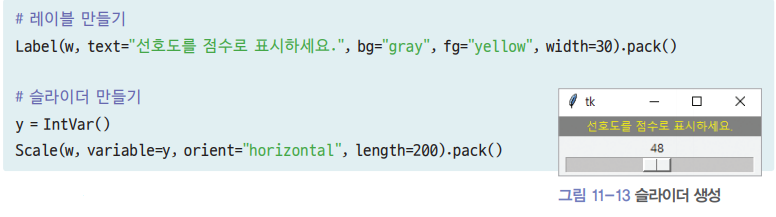 # 레이블 만들기
Label(w, text="선호도를 점수로 표시하세요.", bg="gray", fg="yellow", width=30).pack()
# 슬라이더 만들기
y = IntVar()
Scale(w, variable=y, orient="horizontal", length=200).pack()
tk
선호도를 점수로 표시하세요.
48
그림 11-13 슬라이더 생성